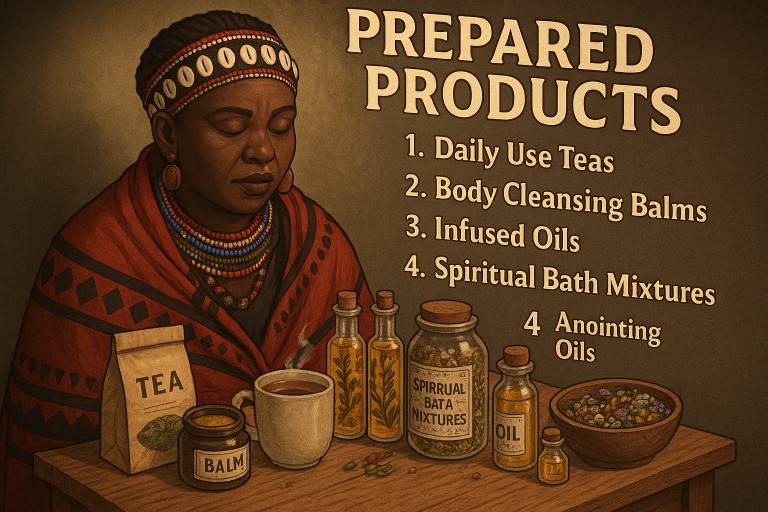 PREPARED
PRODUCTS
1. Daily Use Teas
2. Body Cleansing Balms
3. Infused Oils
4. Spiritual Bath Mixtures
4 Anointing
Oils
TEA
BALM
SPIRRUAL
BATA
NIXTURES
OIL